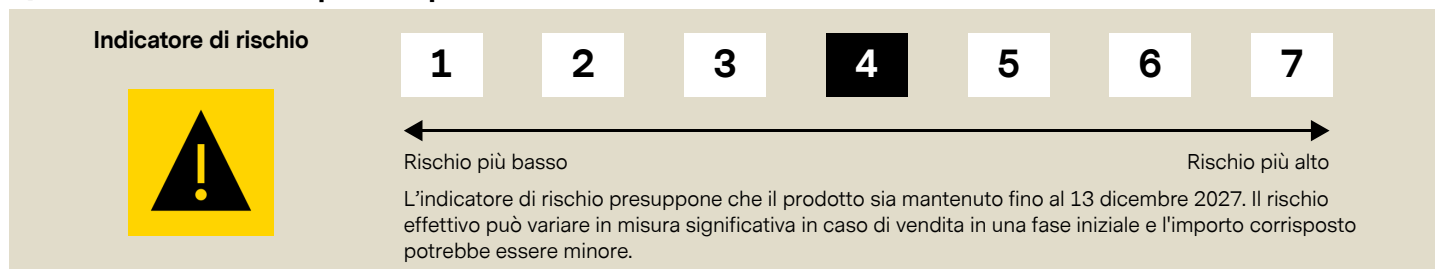 Indicatore di rischio
1 2 3 4 5 6 7
Rischio più basso Rischio più alto
L'indicatore di rischio presuppone che il prodotto sia mantenuto fino al 13 dicembre 2027. Il rischio
effettivo può variare in misura significativa in caso di vendita in una fase iniziale e l'importo corrisposto
potrebbe essere minore.